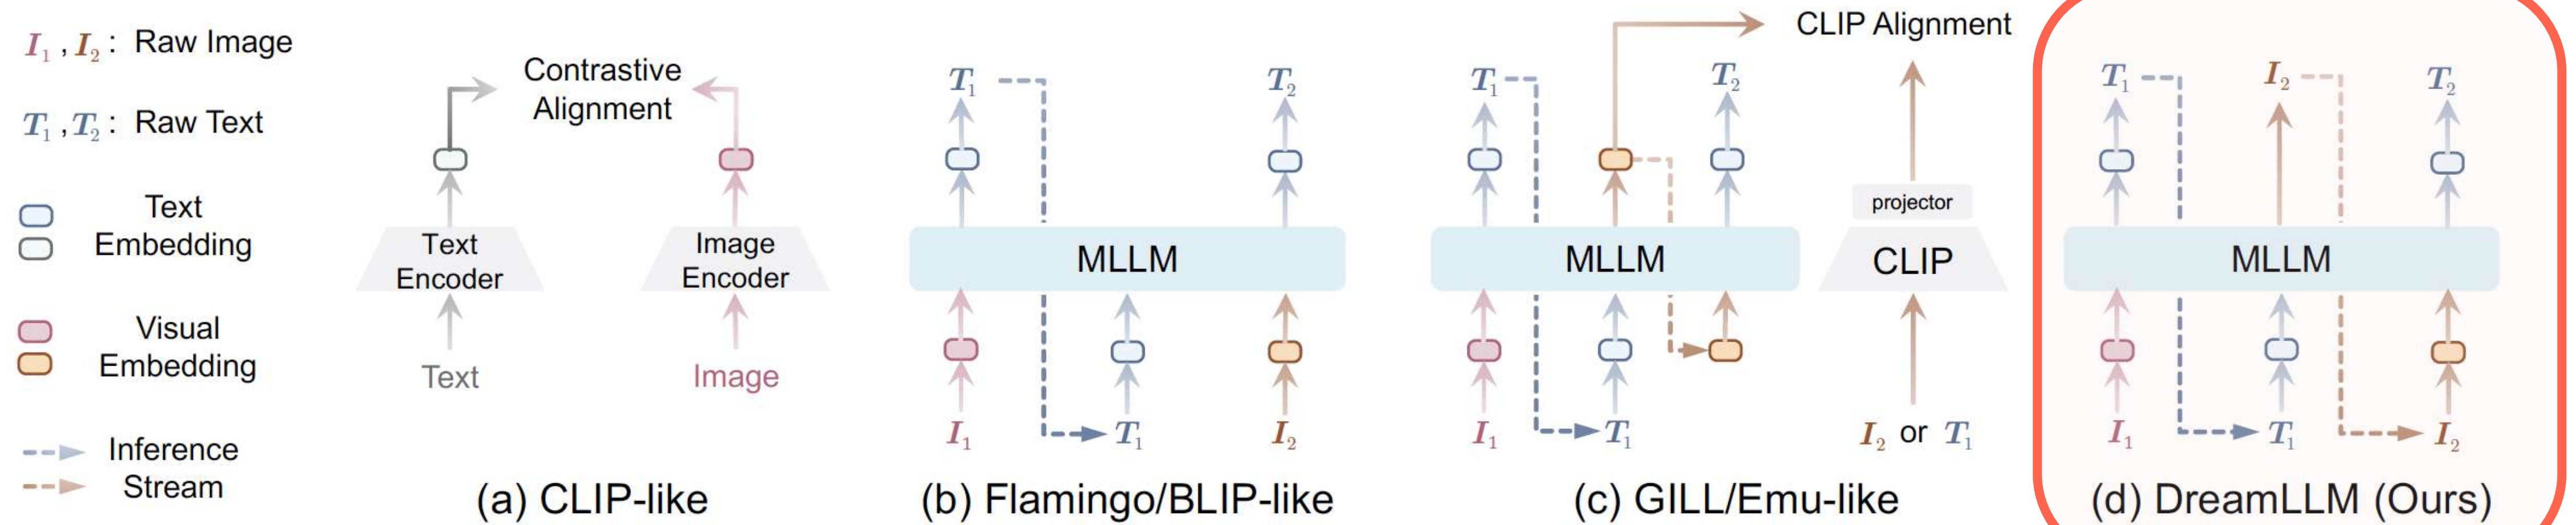 I₁ , I₂ : Raw Image
T₁ , T₂ : Raw Text
Text
Embedding
Visual
Embedding
Inference
Stream
Contrastive
Alignment
Text
Encoder
Image
Encoder
Text
Image
(a) CLIP-like
T₁
T₂
MLLM
I₁
T₁
I₂
(b) Flamingo/BLIP-like
CLIP Alignment
T₁
T₂
projector
MLLM
CLIP
I₁
T₁
I₂ or T₁
(c) GILL/Emu-like
T₁
I₂
T₂
MLLM
I₁
T₁
I₂
(d) DreamLLM (Ours)